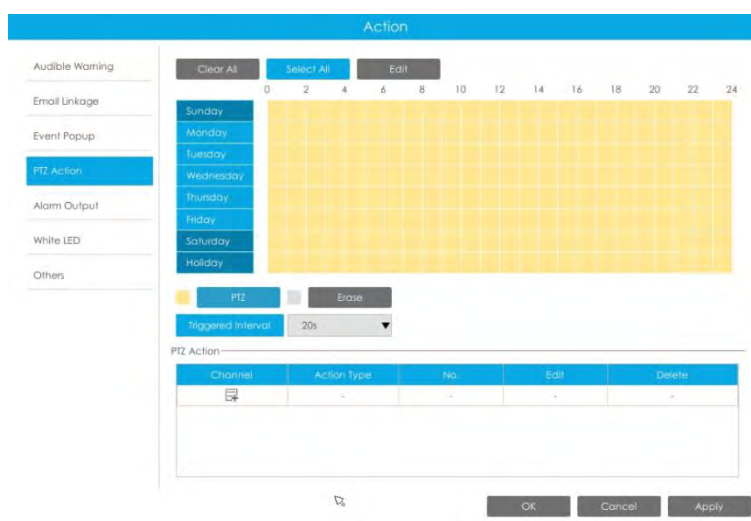 Action
Audible Warning
Email Linkage
Event Popup
PTZ Action
Alarm Output
White LED
Others
Clear All Select All Edit
0 2 4 6 8 10 12 14 16 18 20 22 24
Sunday
Monday
Tuesday
Wednesday
Thursday
Friday
Saturday
Holiday
PTZ Erase
Triggered Interval 20s
PTZ Action
Channel Action Type No. Edit Delete
- - - -
OK Cancel Apply